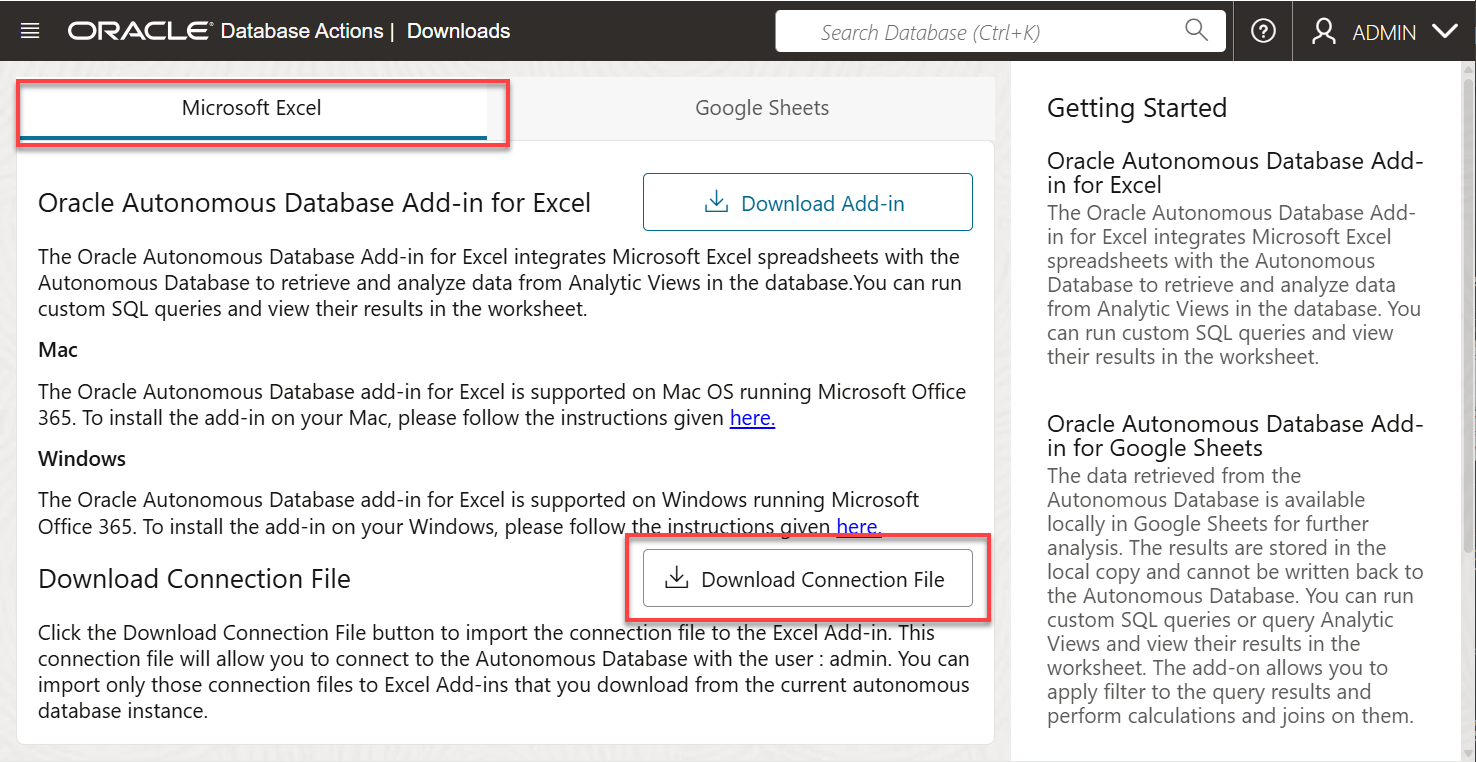 ORACLE Database Actions | Downloads
Search Database (Ctrl+K)
ADMIN
Microsoft Excel
Google Sheets
Oracle Autonomous Database Add-in for Excel
Download Add-in
The Oracle Autonomous Database Add-in for Excel integrates Microsoft Excel spreadsheets with the
Autonomous Database to retrieve and analyze data from Analytic Views in the database.You can run
custom SQL queries and view their results in the worksheet.
Mac
The Oracle Autonomous Database add-in for Excel is supported on Mac OS running Microsoft Office
365. To install the add-in on your Mac, please follow the instructions given here.
Windows
The Oracle Autonomous Database add-in for Excel is supported on Windows running Microsoft
Office 365. To install the add-in on your Windows, please follow the instructions given here.
Download Connection File
Download Connection File
Click the Download Connection File button to import the connection file to the Excel Add-in. This
connection file will allow you to connect to the Autonomous Database with the user : admin. You can
import only those connection files to Excel Add-ins that you download from the current autonomous
database instance.
Getting Started
Oracle Autonomous Database Add-
in for Excel
The Oracle Autonomous Database Add-
in for Excel integrates Microsoft Excel
spreadsheets with the Autonomous
Database to retrieve and analyze data
from Analytic Views in the database. You
can run custom SQL queries and view
their results in the worksheet.
Oracle Autonomous Database Add-
in for Google Sheets
The data retrieved from the
Autonomous Database is available
locally in Google Sheets for further
analysis. The results are stored in the
local copy and cannot be written back to
the Autonomous Database. You can run
custom SQL queries or query Analytic
Views and view their results in the
worksheet. The add-on allows you to
apply filter to the query results and
perform calculations and joins on them.